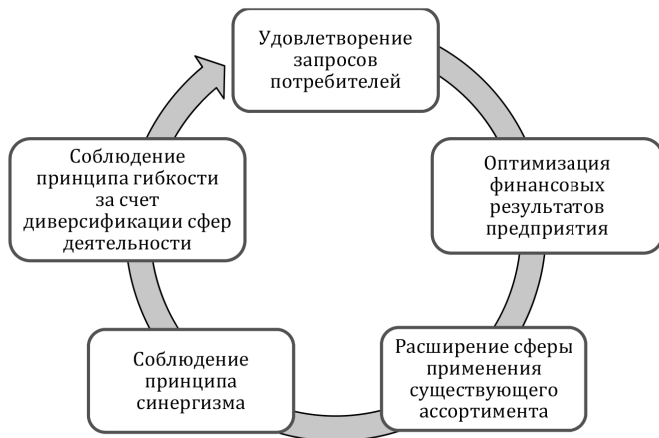 Удовлетворение
запросов
потребителей
Оптимизация
финансовых
результатов
предприятия
Расширение сферы
применения
существующего
ассортимента
Соблюдение
принципа
синергизма
Соблюдение
принципа гибкости
за счет
диверсификации сфер
деятельности